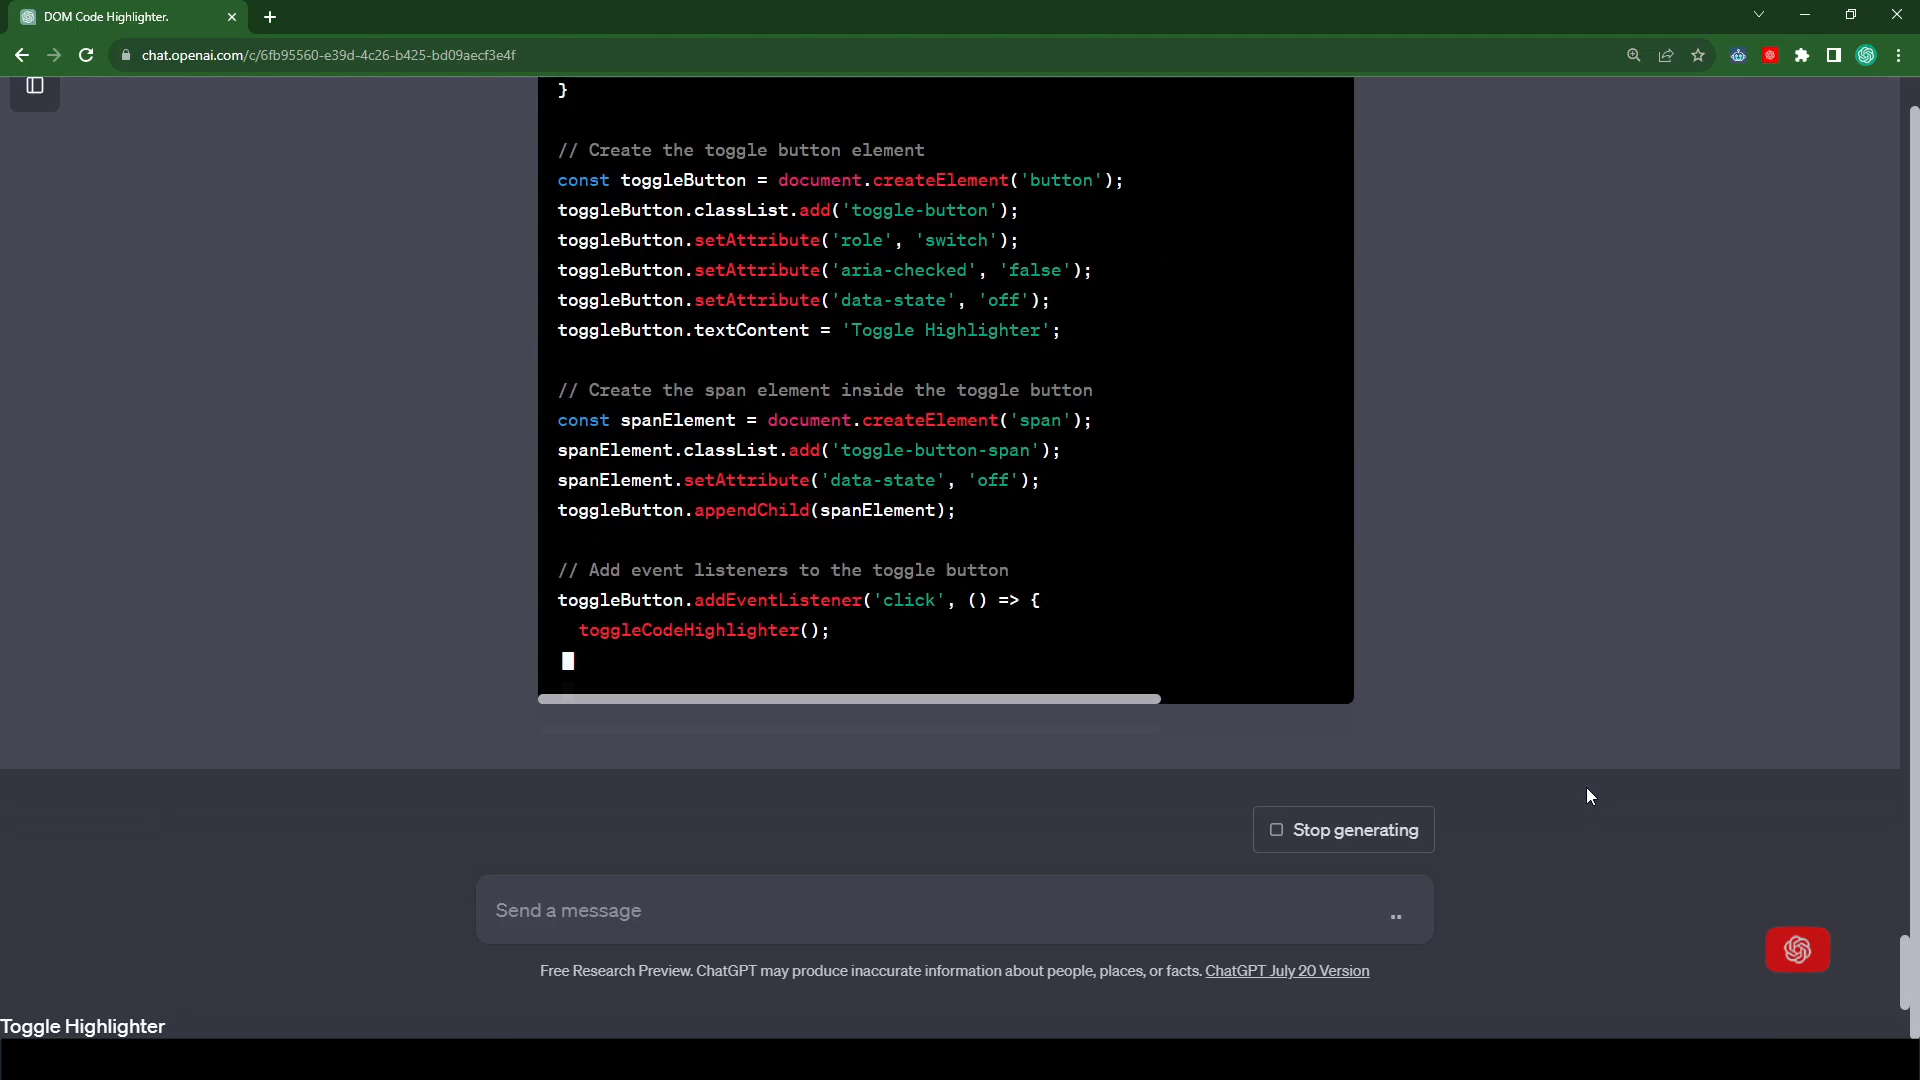 DOM Code Highlighter.
chat.openai.com/c/6fb95560-e39d-4c26-b425-bd09aecf3e4f
}
// Create the toggle button element
const toggleButton = document.createElement('button');
toggleButton.classList.add('toggle-button');
toggleButton.setAttribute('role', 'switch');
toggleButton.setAttribute('aria-checked', 'false');
toggleButton.setAttribute('data-state', 'off');
toggleButton.textContent = 'Toggle Highlighter';
// Create the span element inside the toggle button
const spanElement = document.createElement('span');
spanElement.classList.add('toggle-button-span');
spanElement.setAttribute('data-state', 'off');
toggleButton.appendChild(spanElement);
// Add event listeners to the toggle button
toggleButton.addEventListener('click', () => {
toggleCodeHighlighter();
Stop generating
Send a message
Free Research Preview. ChatGPT may produce inaccurate information about people, places, or facts. ChatGPT July 20 Version
Toggle Highlighter